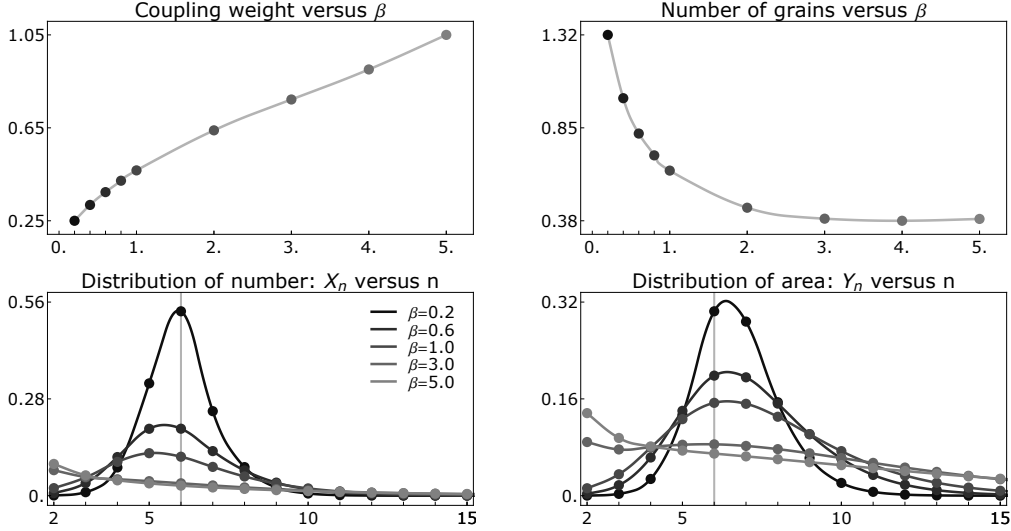 Coupling weight versus β
1.05
0.65
0.25
0. 1. 2. 3. 4. 5.
Number of grains versus β
1.32
0.85
0.38
0. 1. 2. 3. 4. 5.
Distribution of number: Xn versus n
0.56
0.28
0.
2 5 10 15
β=0.2
β=0.6
β=1.0
β=3.0
β=5.0
Distribution of area: Yn versus n
0.32
0.16
0.
2 5 10 15